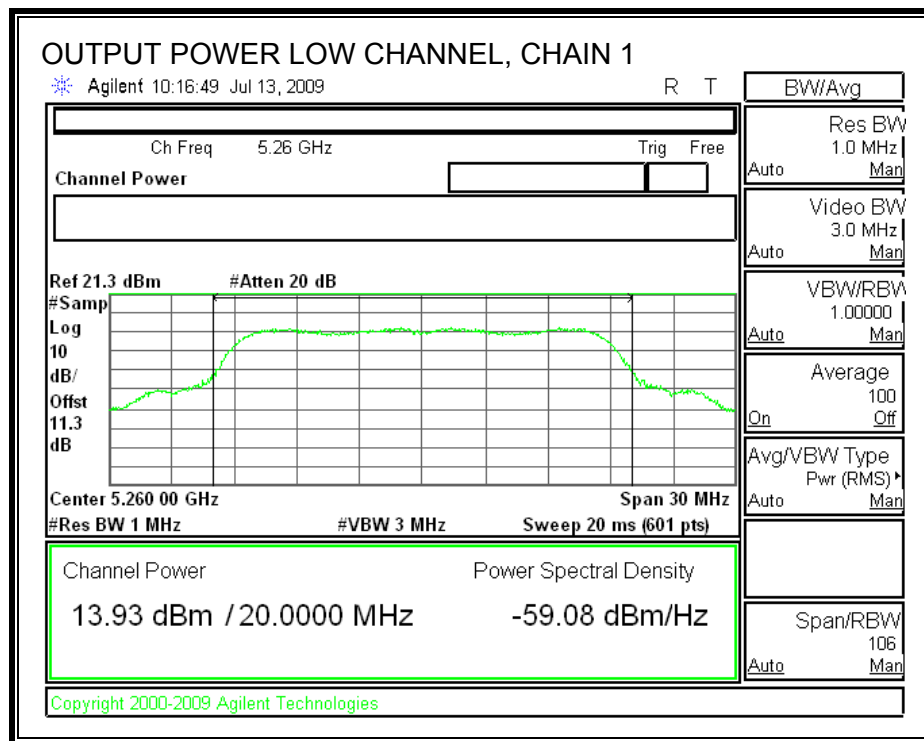 OUTPUT POWER LOW CHANNEL, CHAIN 1
Agilent 10:16:49 Jul 13, 2009 R T
Ch Freq 5.26 GHz Trig Free
Channel Power
Ref 21.3 dBm #Atten 20 dB
#Samp
Log
10
dB/
Offst
11.3
dB
Center 5.260 00 GHz Span 30 MHz
#Res BW 1 MHz #VBW 3 MHz Sweep 20 ms (601 pts)
Channel Power Power Spectral Density
13.93 dBm / 20.0000 MHz -59.08 dBm/Hz
Copyright 2000-2009 Agilent Technologies
BW/Avg
Res BW
1.0 MHz
Auto Man
Video BW
3.0 MHz
Auto Man
VBW/RBW
1.00000
Auto Man
Average
100
On Off
Avg/VBW Type
Pwr (RMS)
Auto Man
Span/RBW
106
Auto Man